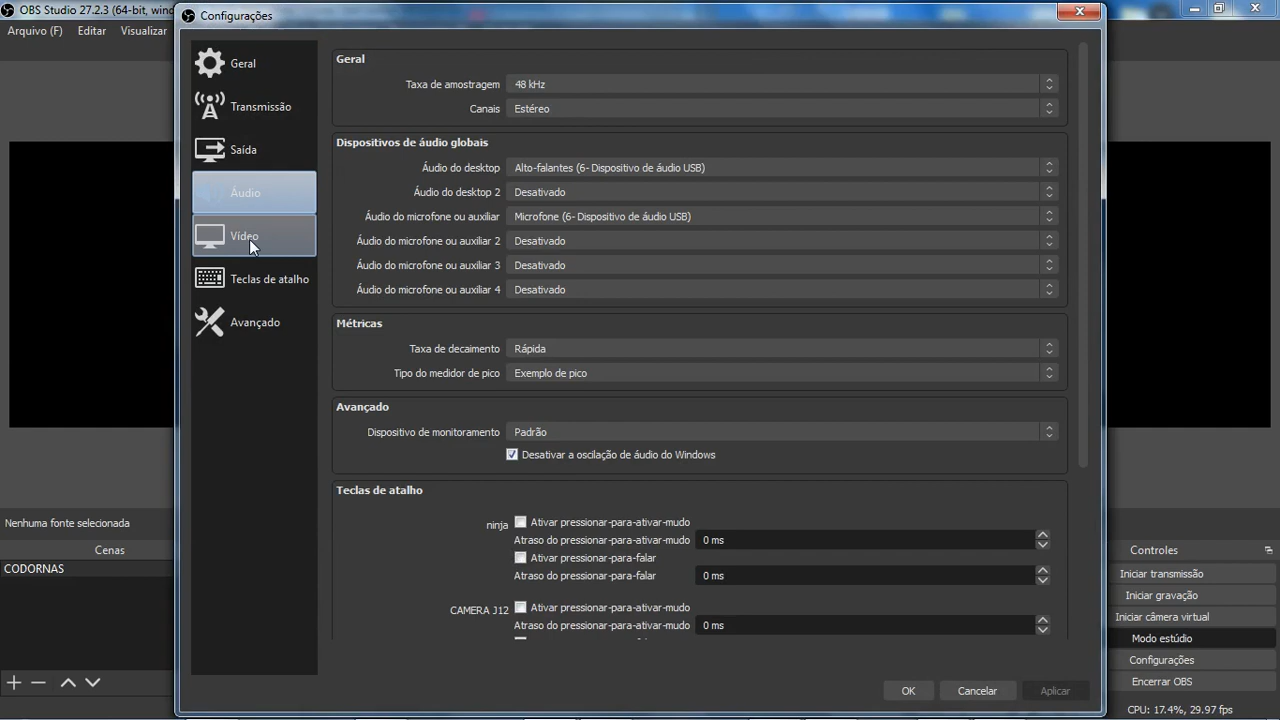 OBS Studio 27.2.3 (64-bit, wind
Configurações
Arquivo (F) Editar Visualizar
Geral
Transmissão
Saída
Áudio
Vídeo
Teclas de atalho
Avançado
Geral
Taxa de amostragem 48 kHz
Canais Estéreo
Dispositivos de áudio globais
Áudio do desktop Alto-falantes (6- Dispositivo de áudio USB)
Áudio do desktop 2 Desativado
Áudio do microfone ou auxiliar Microfone (6- Dispositivo de áudio USB)
Áudio do microfone ou auxiliar 2 Desativado
Áudio do microfone ou auxiliar 3 Desativado
Áudio do microfone ou auxiliar 4 Desativado
Métricas
Taxa de decaimento Rápida
Tipo do medidor de pico Exemplo de pico
Avançado
Dispositivo de monitoramento Padrão
Desativar a oscilação de áudio do Windows
Teclas de atalho
ninja Ativar pressionar-para-ativar-mudo
Atraso do pressionar-para-ativar-mudo 0 ms
Ativar pressionar-para-falar
Atraso do pressionar-para-falar 0 ms
CAMERA J12 Ativar pressionar-para-ativar-mudo
Atraso do pressionar-para-ativar-mudo 0 ms
OK Cancelar Aplicar
Nenhuma fonte selecionada
Cenas
CODORNAS
Controles
Iniciar transmissão
Iniciar gravação
Iniciar câmera virtual
Modo estúdio
Configurações
Encerrar OBS
CPU: 17.4%, 29.97 fps